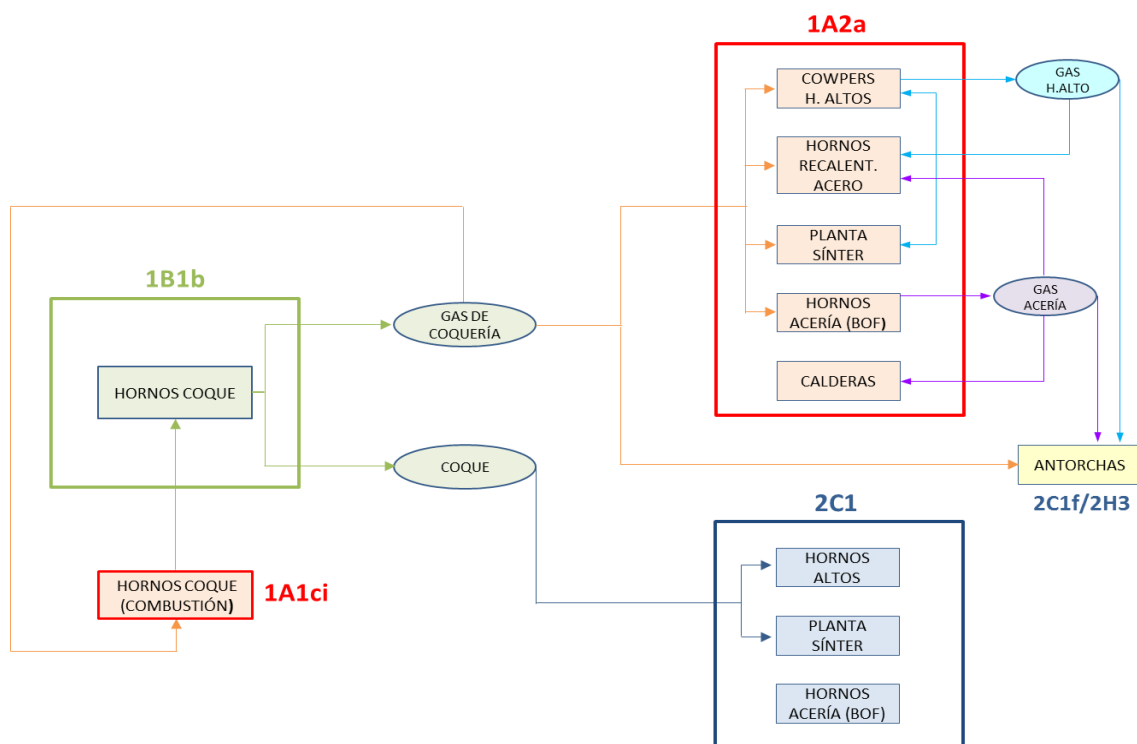 1A2a
COWPERS
H. ALTOS
GAS
H.ALTO
HORNOS
RECALENT.
ACERO
PLANTA
SÍNTER
1B1b
GAS DE
COQUERÍA
HORNOS
ACERÍA (BOF)
GAS
ACERÍA
HORNOS COQUE
CALDERAS
COQUE
ANTORCHAS
2C1f/2H3
2C1
HORNOS
ALTOS
HORNOS COQUE
(COMBUSTIÓN)
1A1ci
PLANTA
SÍNTER
HORNOS
ACERÍA (BOF)